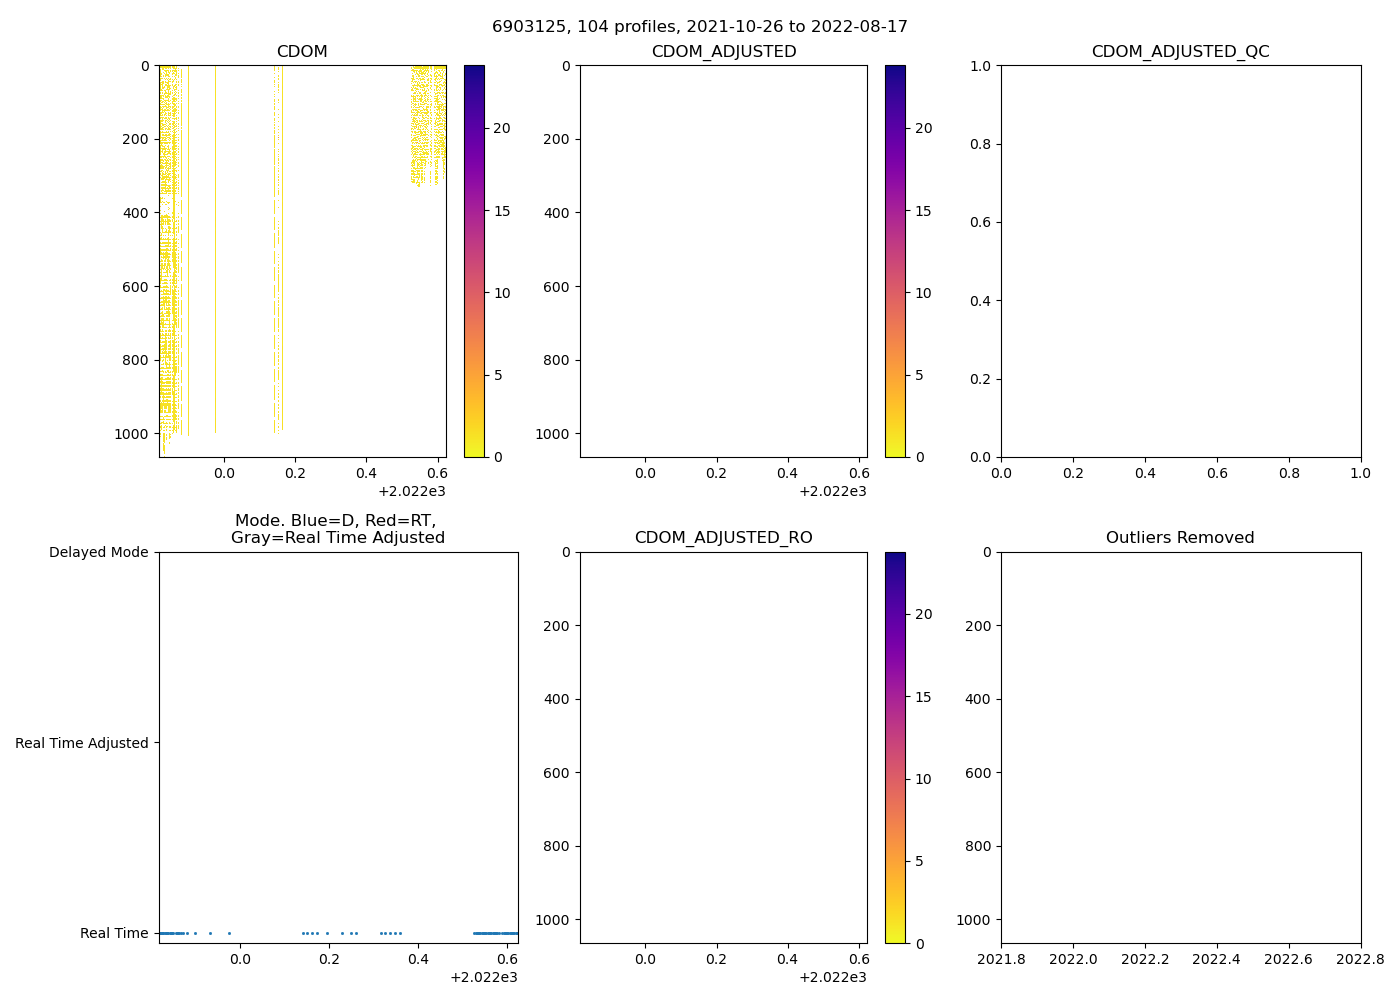 6903125, 104 profiles, 2021-10-26 to 2022-08-17
CDOM
0
200
400
600
800
1000
0.0 0.2 0.4 0.6
+2.022e3
20
15
10
5
0
CDOM_ADJUSTED
0
200
400
600
800
1000
0.0 0.2 0.4 0.6
+2.022e3
20
15
10
5
0
CDOM_ADJUSTED_QC
1.0
0.8
0.6
0.4
0.2
0.0
0.0 0.2 0.4 0.6 0.8 1.0
Mode. Blue=D, Red=RT,
Gray=Real Time Adjusted
Delayed Mode
Real Time Adjusted
Real Time
0.0 0.2 0.4 0.6
+2.022e3
CDOM_ADJUSTED_RO
0
200
400
600
800
1000
0.0 0.2 0.4 0.6
+2.022e3
20
15
10
5
0
Outliers Removed
0
200
400
600
800
1000
2021.8 2022.0 2022.2 2022.4 2022.6 2022.8